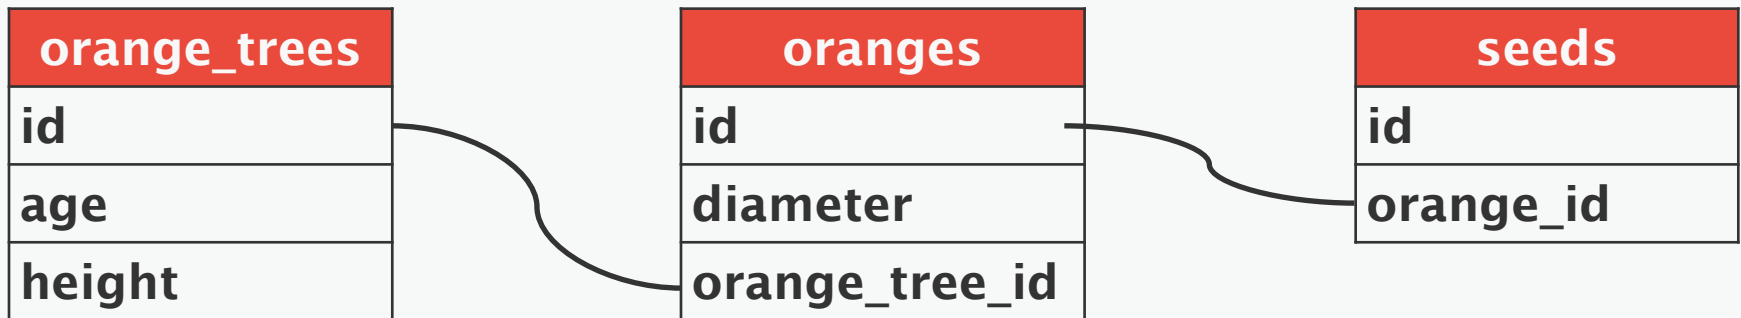 orange_trees
id
age
height
oranges
id
diameter
orange_tree_id
seeds
id
orange_id